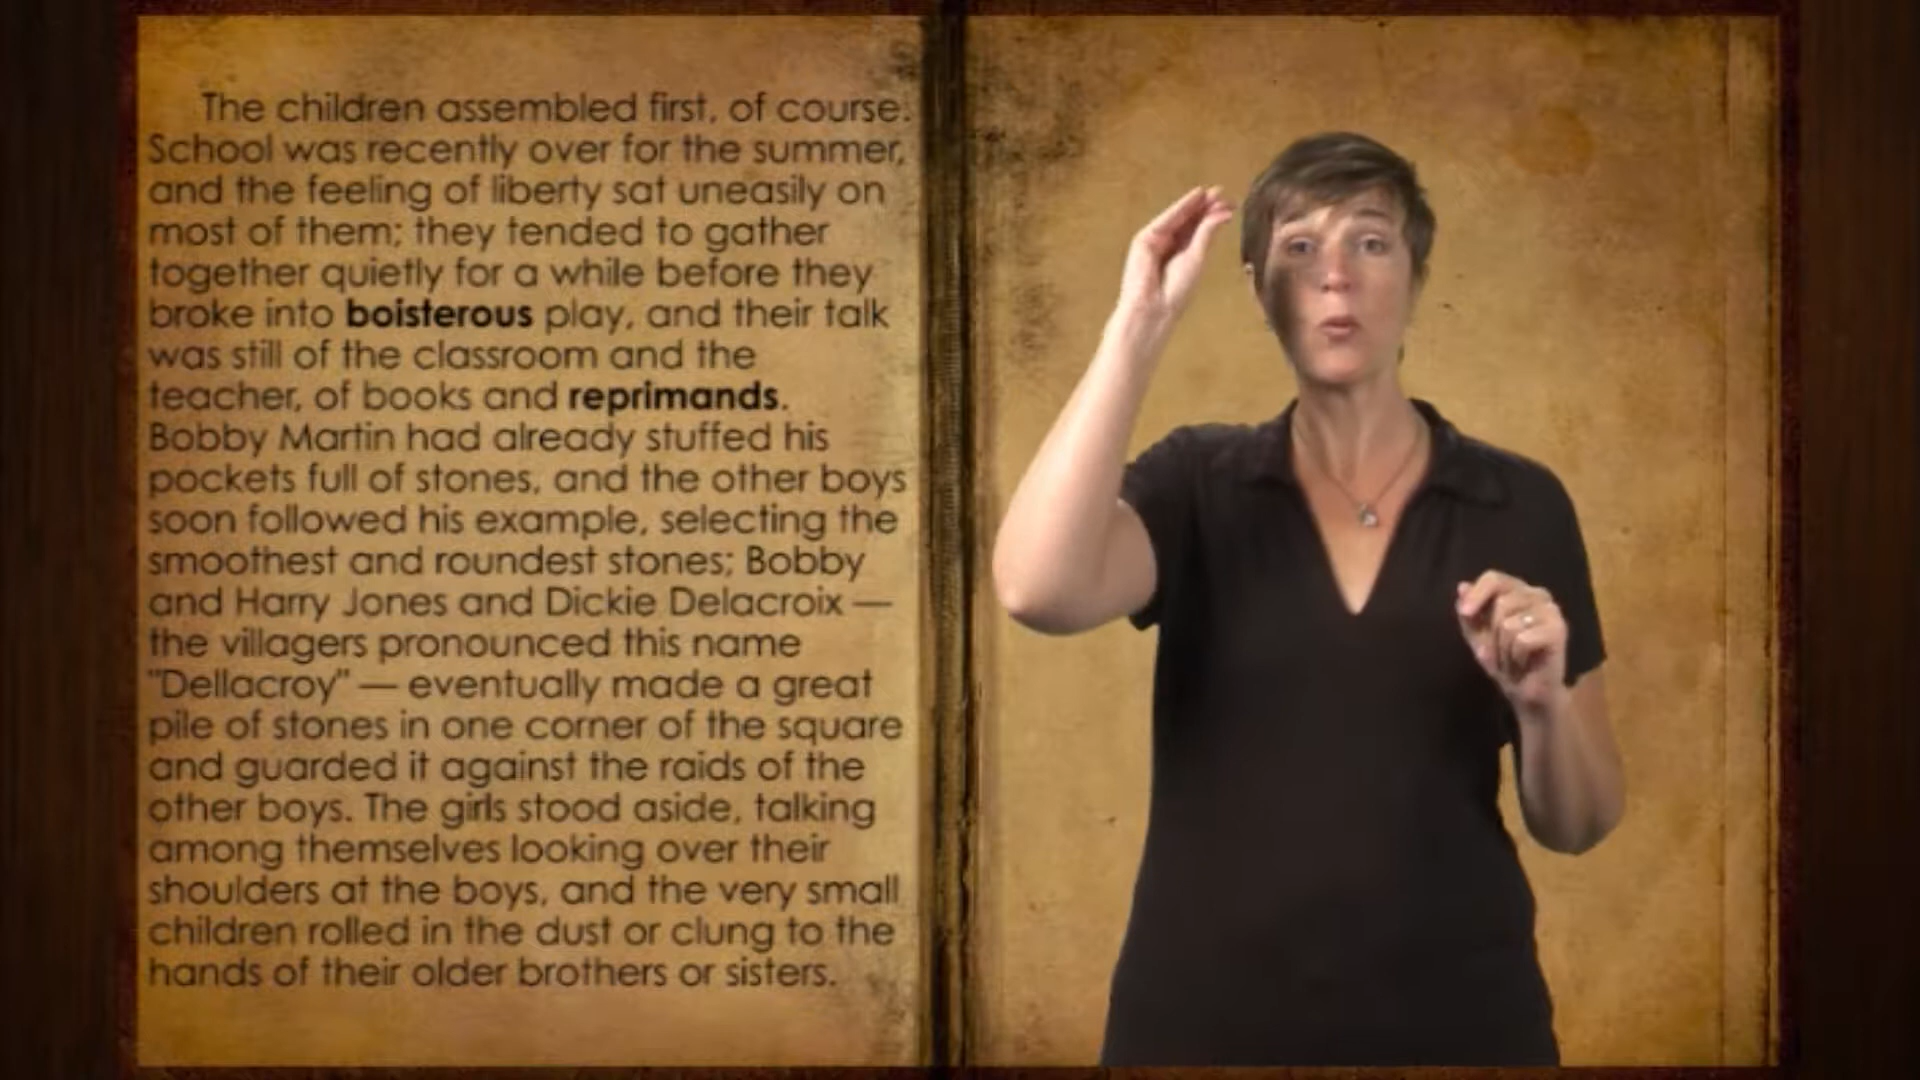 The children assembled first, of course.
School was recently over for the summer,
and the feeling of liberty sat uneasily on
most of them; they tended to gather
together quietly for a while before they
broke into boisterous play, and their talk
was still of the classroom and the
teacher, of books and reprimands.
Bobby Martin had already stuffed his
pockets full of stones, and the other boys
soon followed his example, selecting the
smoothest and roundest stones; Bobby
and Harry Jones and Dickie Delacroix —
the villagers pronounced this name
"Dellacroy" — eventually made a great
pile of stones in one corner of the square
and guarded it against the raids of the
other boys. The girls stood aside, talking
among themselves looking over their
shoulders at the boys, and the very small
children rolled in the dust or clung to the
hands of their older brothers or sisters.